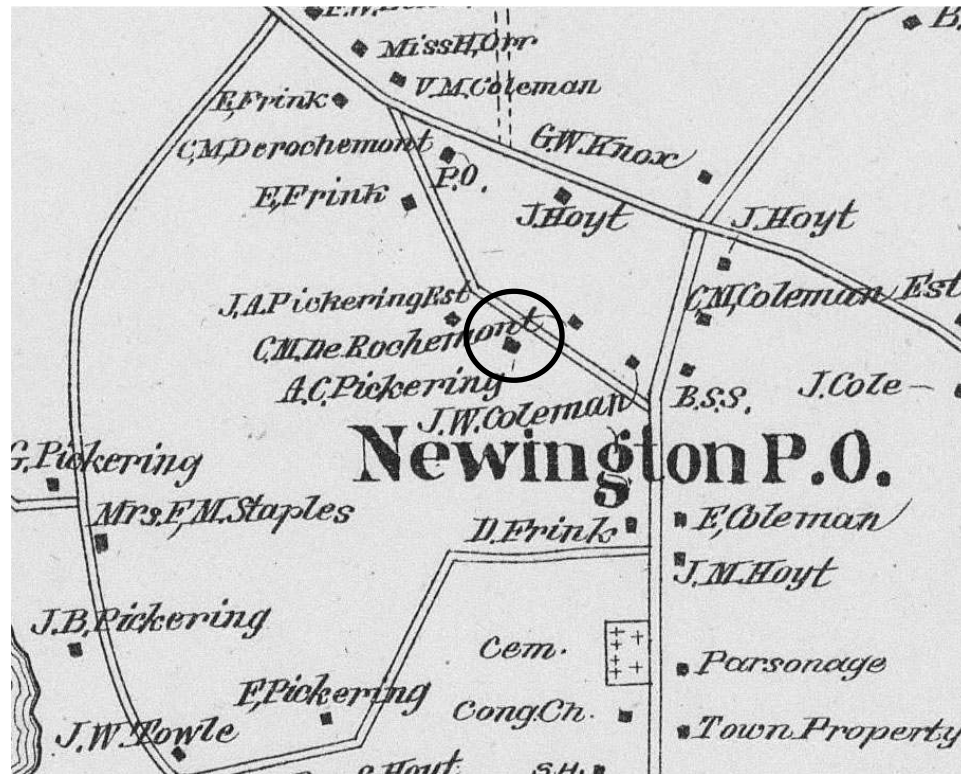 Miss H. Orr
V. M. Coleman
E. Frink
C. M. Derochemont
P.O.
G. W. Knox
E. Frink
J. Hoyt
J. Hoyt
J. A. Pickering Est
C. M. Coleman Est
C. M. De Rochemont
A. C. Pickering
J. W. Coleman
B. S. S.
J. Cole
Newington P.O.
G. Pickering
Mrs. F. M. Staples
D. Frink
E. Coleman
J. M. Hoyt
J. B. Pickering
Cem.
Parsonage
F. Pickering
Cong. Ch.
J. W. Towle
Town Property
S.H.